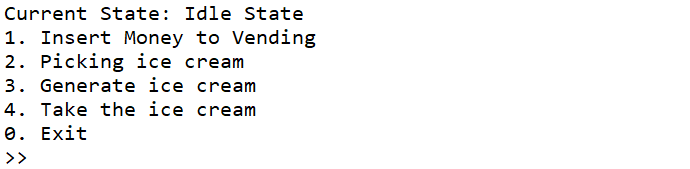 Current State: Idle State
1. Insert Money to Vending
2. Picking ice cream
3. Generate ice cream
4. Take the ice cream
0. Exit
>>